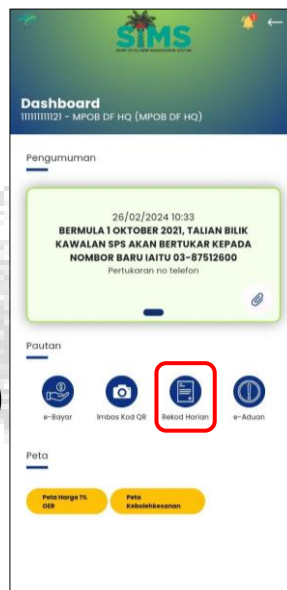 SIMS
Dashboard
111111111121 - MPOB DF HQ (MPOB DF HQ)
Pengumuman
26/02/2024 10:33
BERMULA 1 OKTOBER 2021, TALIAN BILIK
KAWALAN SPS AKAN BERTUKAR KEPADA
NOMBOR BARU IAITU 03-87512600
Pertukaran no telefon
Pautan
e-Bayar
Imbas Kod QR
Rekod Harian
e-Aduan
Peta
Peta Harga 1%
OER
Peta
Kebolehkesanan